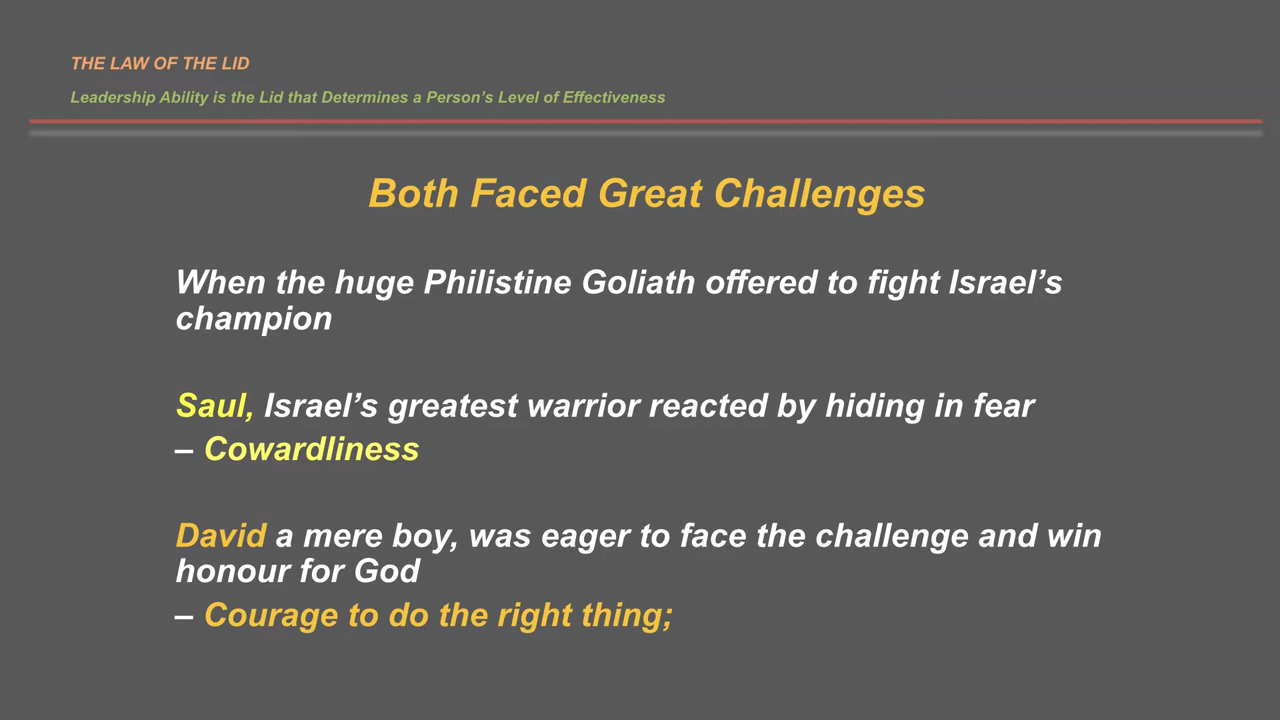 THE LAW OF THE LID
Leadership Ability is the Lid that Determines a Person’s Level of Effectiveness
Both Faced Great Challenges
When the huge Philistine Goliath offered to fight Israel’s
champion
Saul, Israel’s greatest warrior reacted by hiding in fear
– Cowardliness
David a mere boy, was eager to face the challenge and win
honour for God
– Courage to do the right thing;